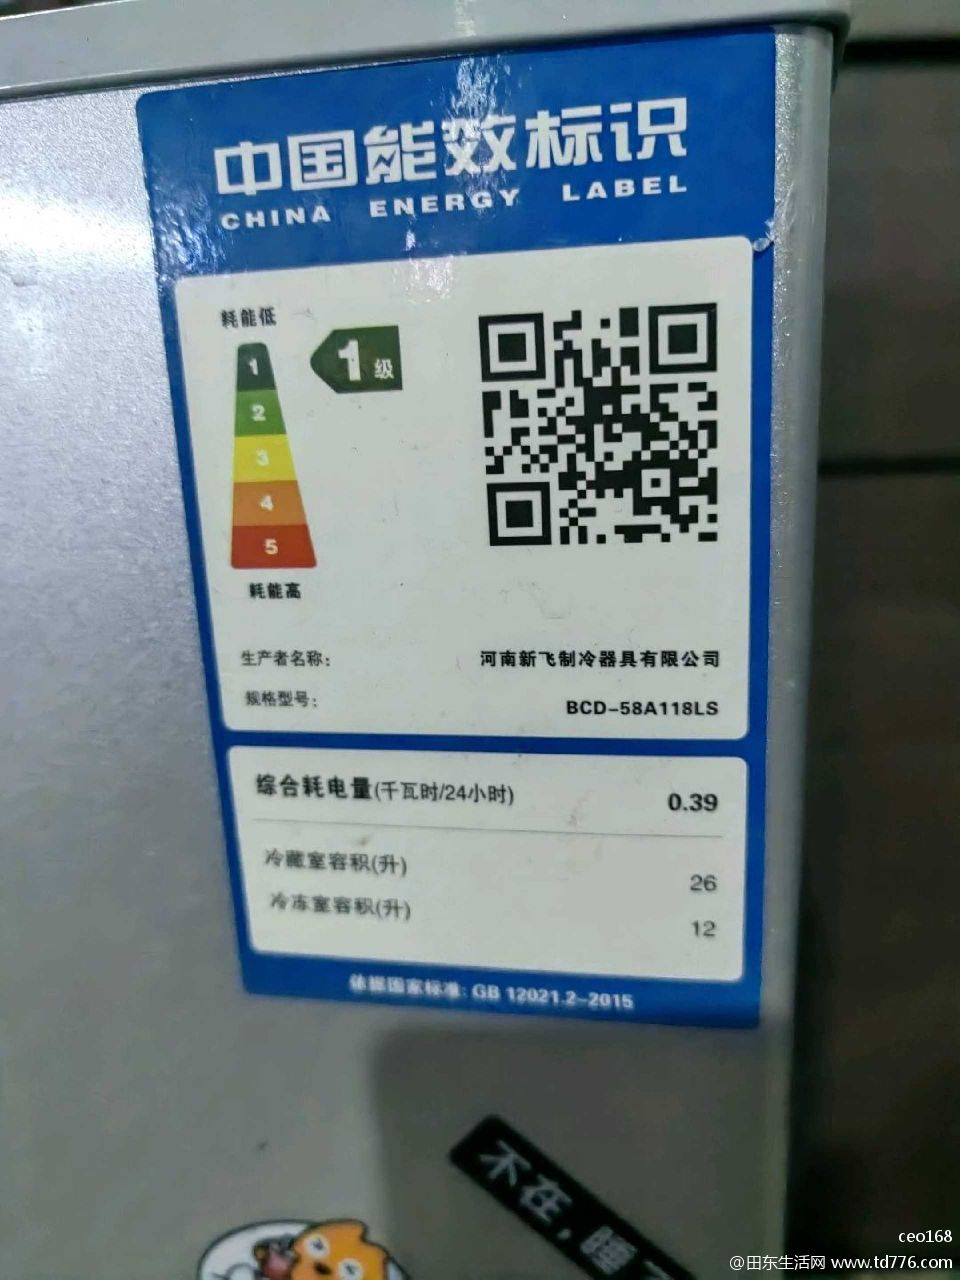 中国能效标识
CHINA ENERGY LABEL
耗能低
1
2
3
4
5
1级
耗能高
生产者名称：
河南新飞制冷器具有限公司
规格型号：
BCD-58A118LS
综合耗电量(千瓦时/24小时)
0.39
冷藏室容积(升)
26
冷冻室容积(升)
12
依据国家标准：GB 12021.2-2015
不在，睡
ceo168
@田东生活网 www.td776.com